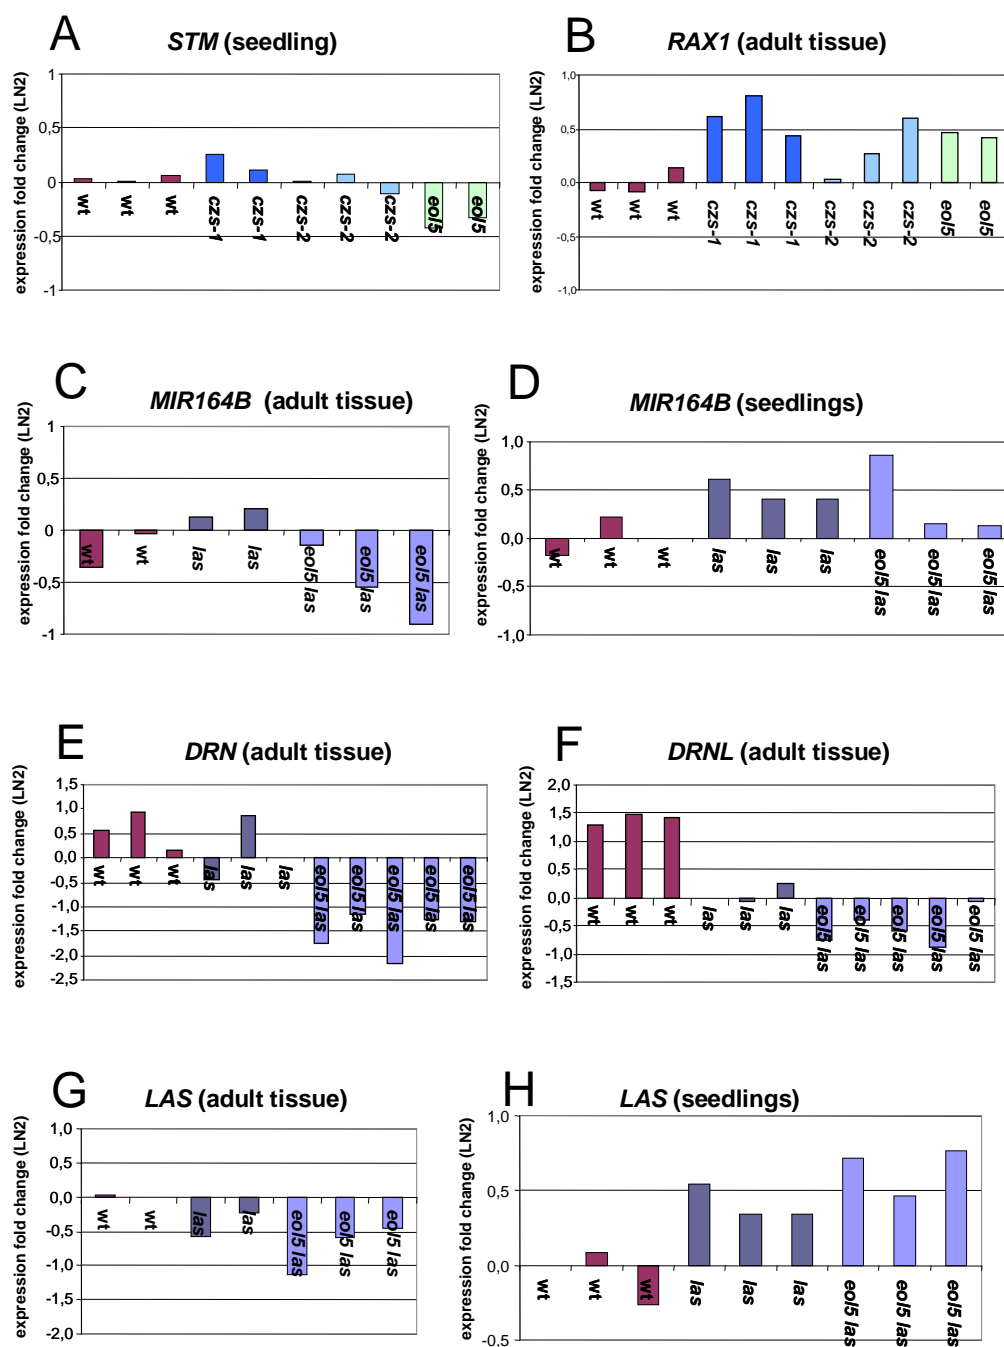 A
STM (seedling)
expression fold change (LN2)
1
0,5
0
-0,5
-1
wt
wt
wt
czs-1
czs-1
czs-2
czs-2
czs-2
eol5
eol5
B
RAX1 (adult tissue)
expression fold change (LN2)
1,0
0,5
0,0
-0,5
-1,0
wt
wt
wt
czs-1
czs-1
czs-1
czs-2
czs-2
czs-2
eol5
eol5
C
MIR164B (adult tissue)
expression fold change (LN2)
1
0,5
0
-0,5
-1
wt
wt
las
las
eol5 las
eol5 las
eol5 las
D
MIR164B (seedlings)
expression fold change (LN2)
1,0
0,5
0,0
-0,5
-1,0
wt
wt
wt
las
las
las
eol5 las
eol5 las
eol5 las
E
DRN (adult tissue)
expression fold change (LN2)
1,5
1,0
0,5
0,0
-0,5
-1,0
-1,5
-2,0
-2,5
wt
wt
wt
las
las
las
eol5 las
eol5 las
eol5 las
eol5 las
eol5 las
F
DRNL (adult tissue)
expression fold change (LN2)
2,0
1,5
1,0
0,5
0,0
-0,5
-1,0
-1,5
wt
wt
wt
las
las
las
eol5 las
eol5 las
eol5 las
eol5 las
eol5 las
G
LAS (adult tissue)
expression fold change (LN2)
1,0
0,5
0,0
-0,5
-1,0
-1,5
-2,0
wt
wt
las
las
eol5 las
eol5 las
eol5 las
H
LAS (seedlings)
expression fold change (LN2)
1,0
0,5
0,0
-0,5
wt
wt
wt
las
las
las
eol5 las
eol5 las
eol5 las